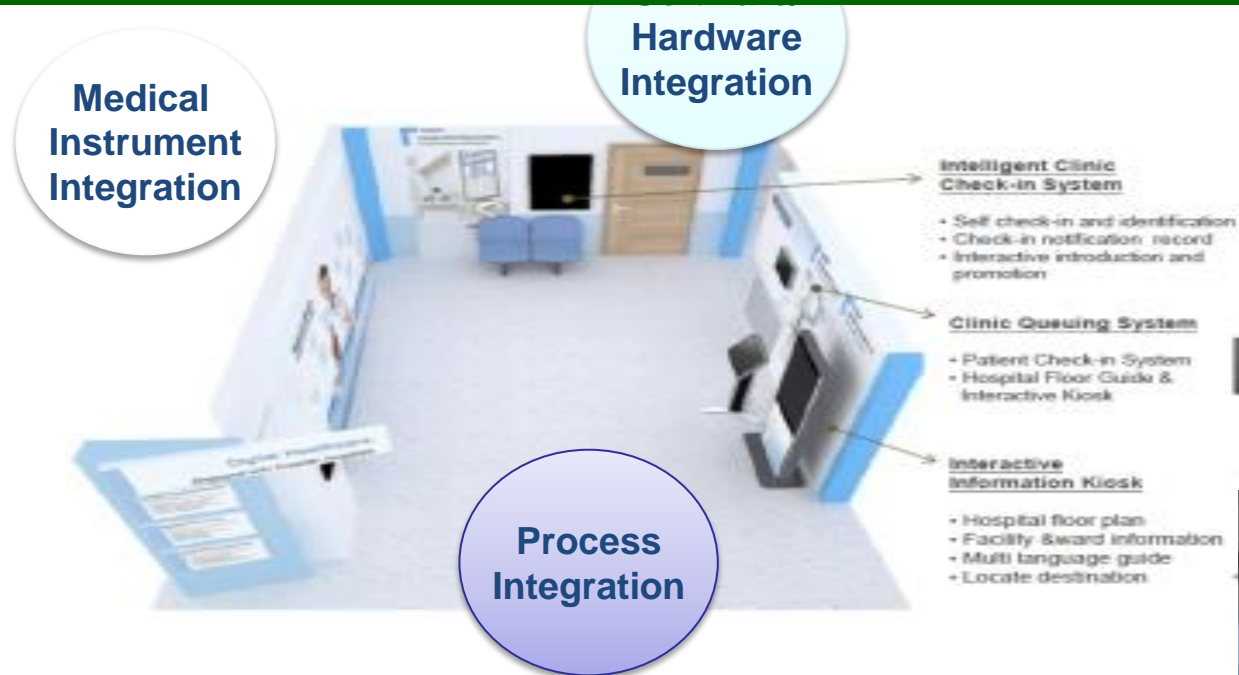 Hardware
Integration
Medical
Instrument
Integration
Intelligent Clinic
Check-in System
• Self check-in and identification
• Check-in notification record
• Interactive introduction and
promotion
Clinic Queuing System
• Patient Check-in System
• Hospital Floor Guide &
Interactive Kiosk
Interactive
Information Kiosk
• Hospital floor plan
• Facility &ward information
• Multi language guide
• Locate destination
Process
Integration